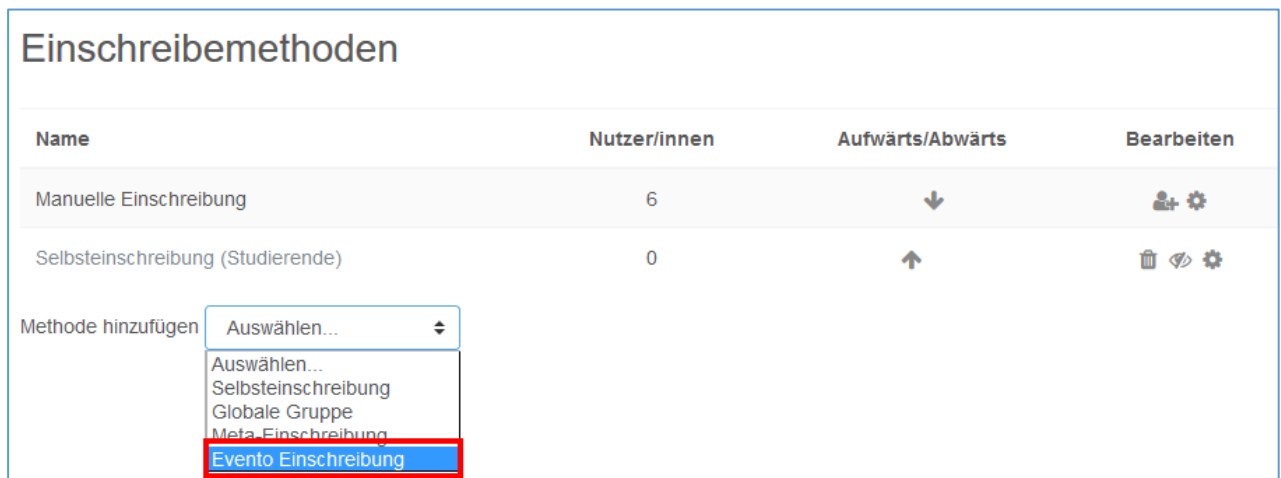 Einschreibemethoden
Name Nutzer/innen Aufwärts/Abwärts Bearbeiten
Manuelle Einschreibung 6
Selbsteinschreibung (Studierende) 0
Methode hinzufügen Auswählen...
Auswählen...
Selbsteinschreibung
Globale Gruppe
Meta-Einschreibung
Evento Einschreibung